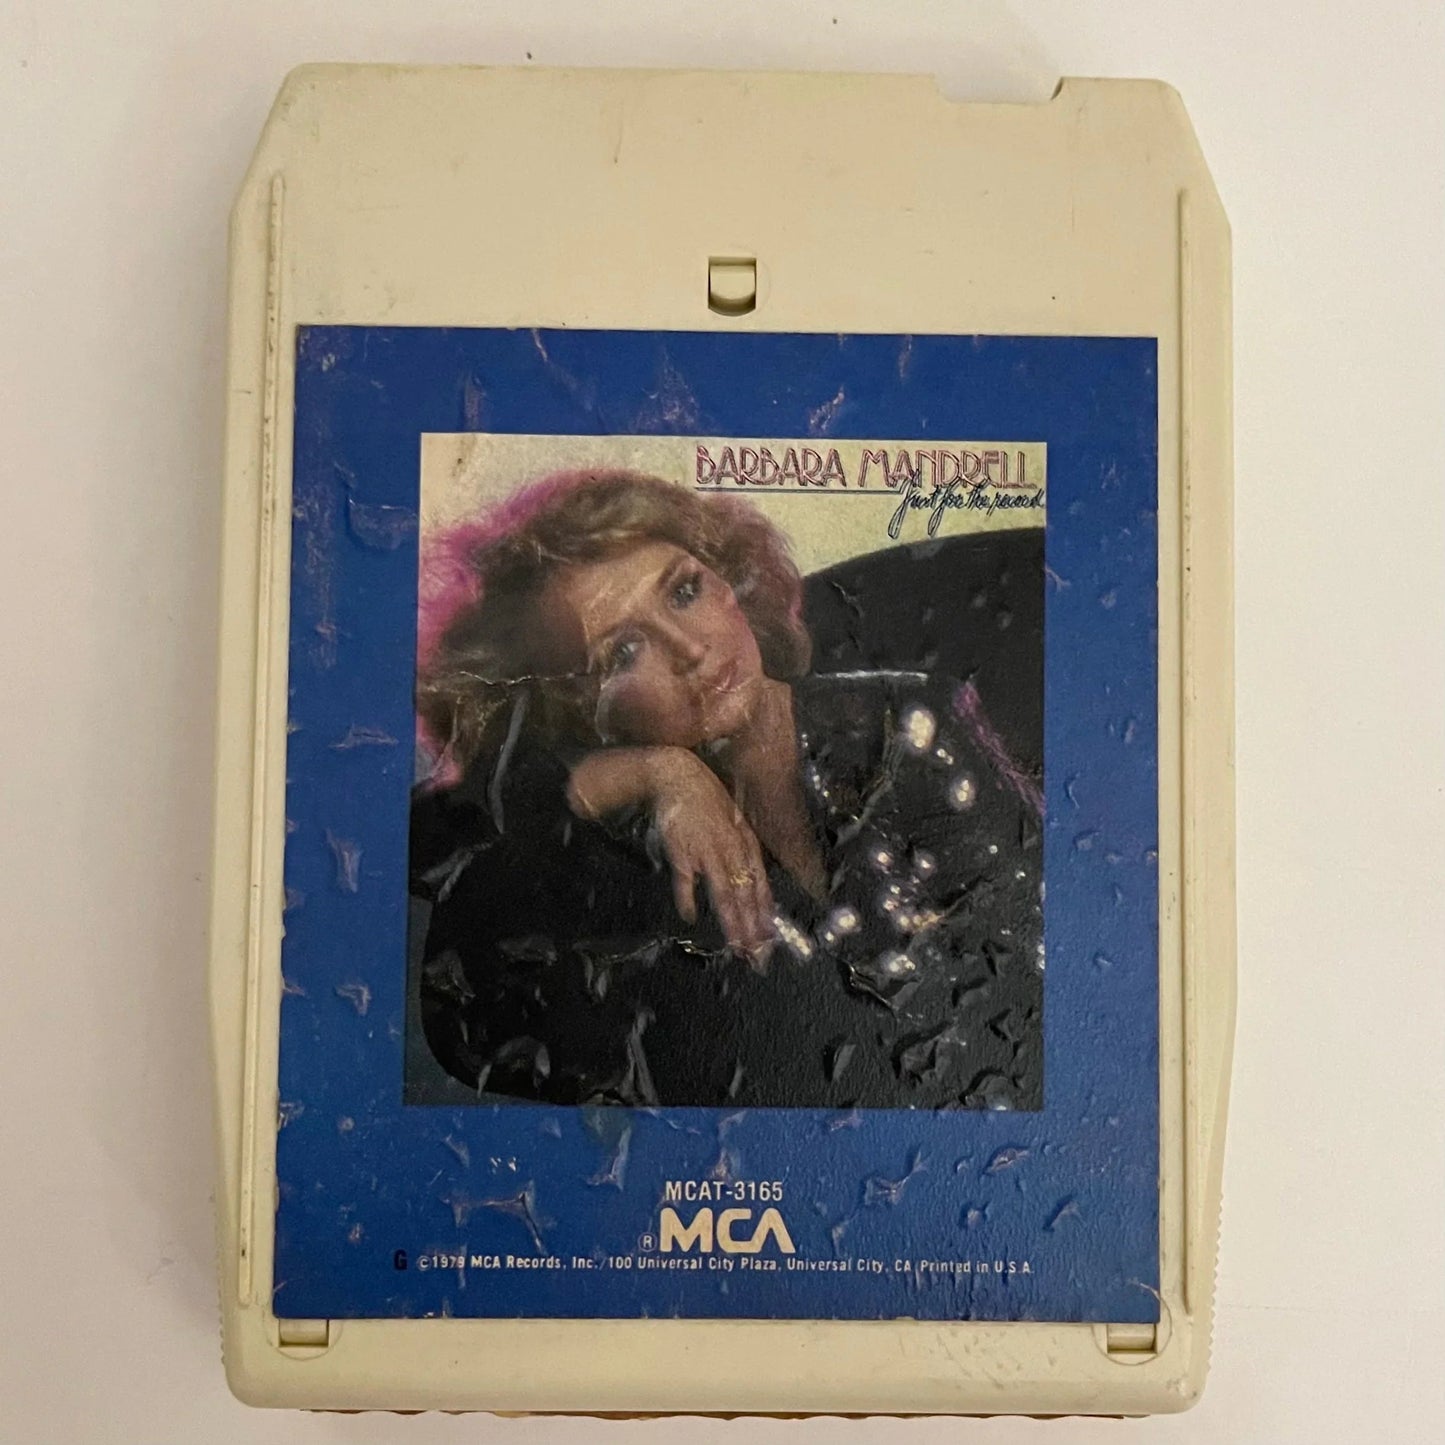 BARBARA MANDRELL
Just for the record
MCAT-3165
® MCA
G ©1979 MCA Records, Inc./100 Universal City Plaza, Universal City, CA Printed in U.S.A.